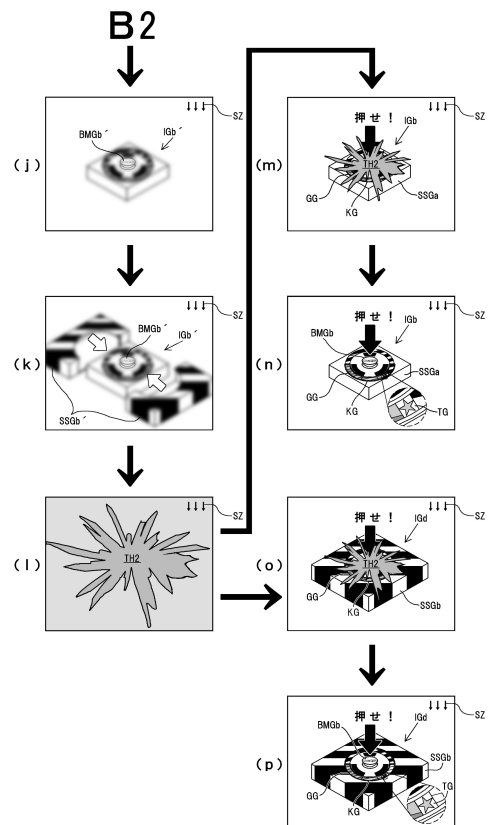 B2
(j)
BMGb´
IGb´
↓↓↓
SZ
(k)
BMGb´
IGb´
SSGb´
↓↓↓
SZ
(l)
TH2
↓↓↓
SZ
(m)
押せ!
IGb
TH2
GG
KG
SSGa
↓↓↓
SZ
(n)
押せ!
BMGb
IGb
SSGa
GG
KG
TG
↓↓↓
SZ
(o)
押せ!
IGd
TH2
GG
KG
SSGb
↓↓↓
SZ
(p)
押せ!
BMGb
IGd
SSGb
GG
KG
TG
↓↓↓
SZ